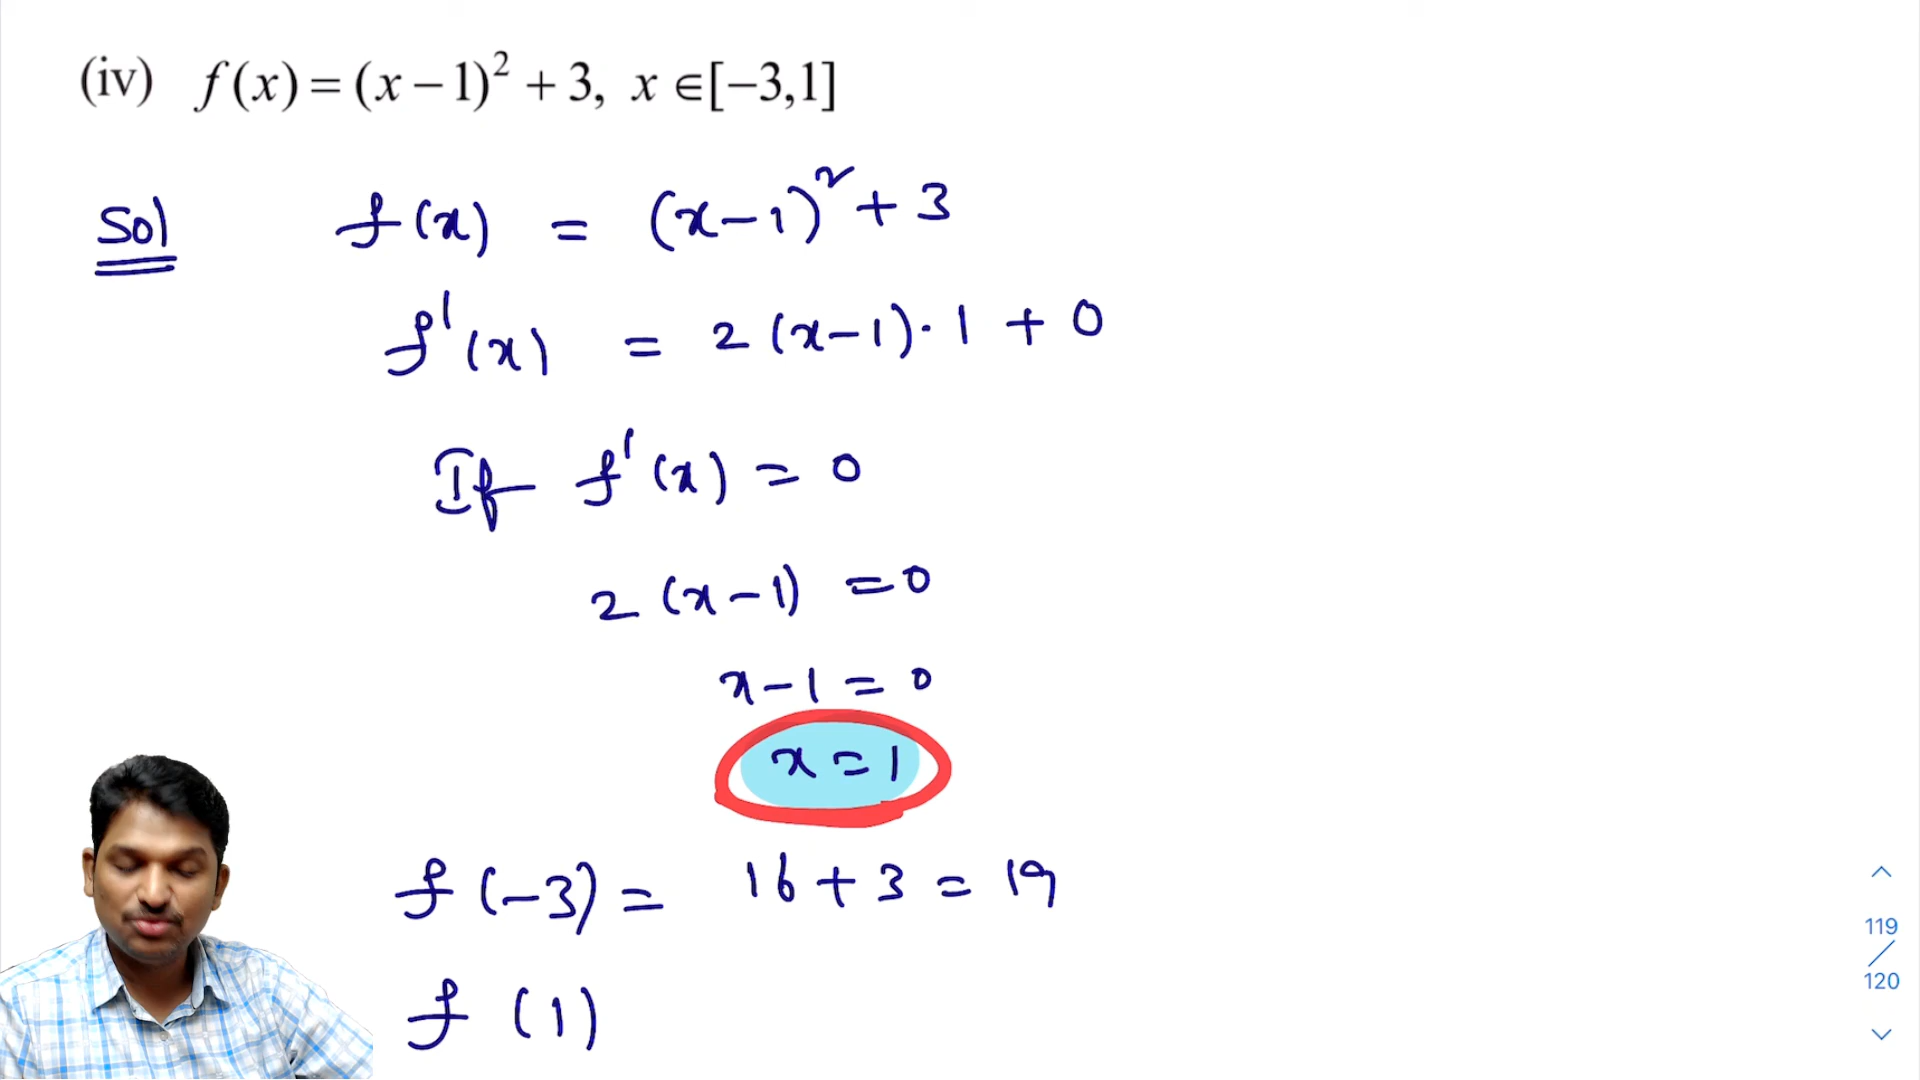 (iv) f(x) = (x − 1)² + 3, x ∈ [−3,1]
Sol f(x) = (x−1)² + 3
f'(x) = 2(x−1)·1 + 0
If f'(x) = 0
2(x−1) = 0
x−1 = 0
x = 1
f(−3) = 16 + 3 = 19
f(1)
119
/
120